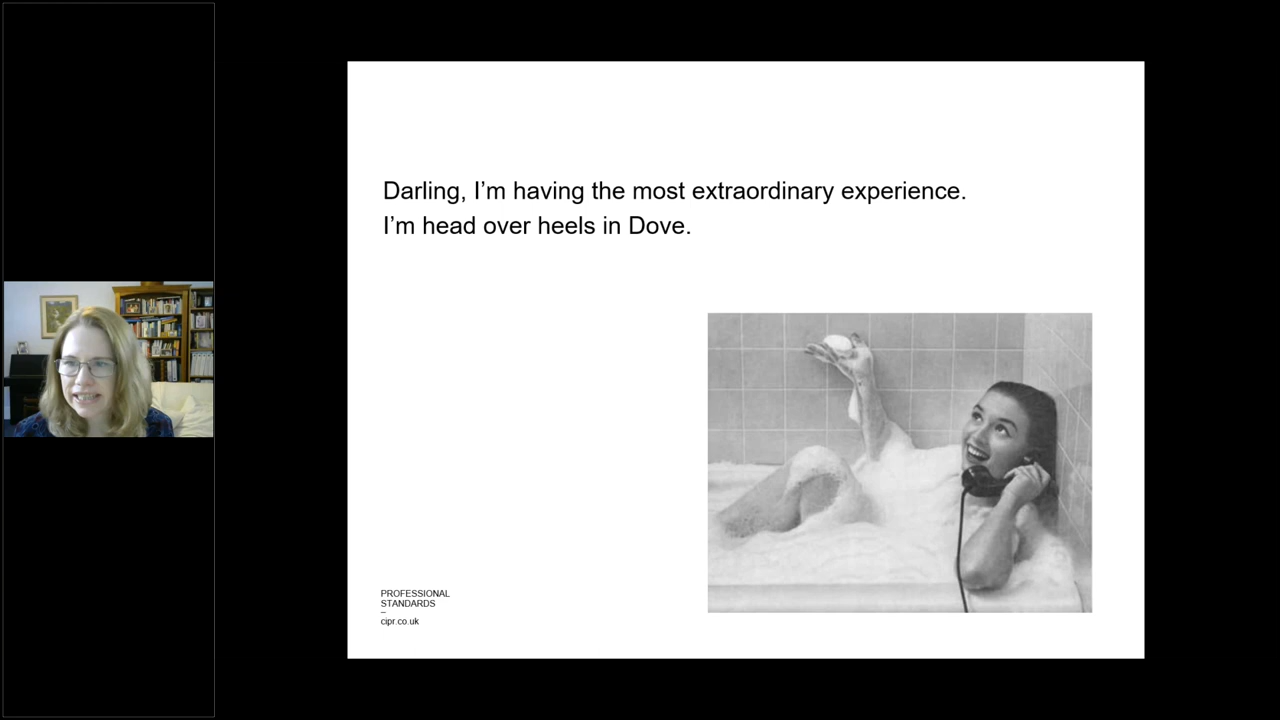 Darling, I’m having the most extraordinary experience.
I’m head over heels in Dove.
PROFESSIONAL
STANDARDS
–
cipr.co.uk